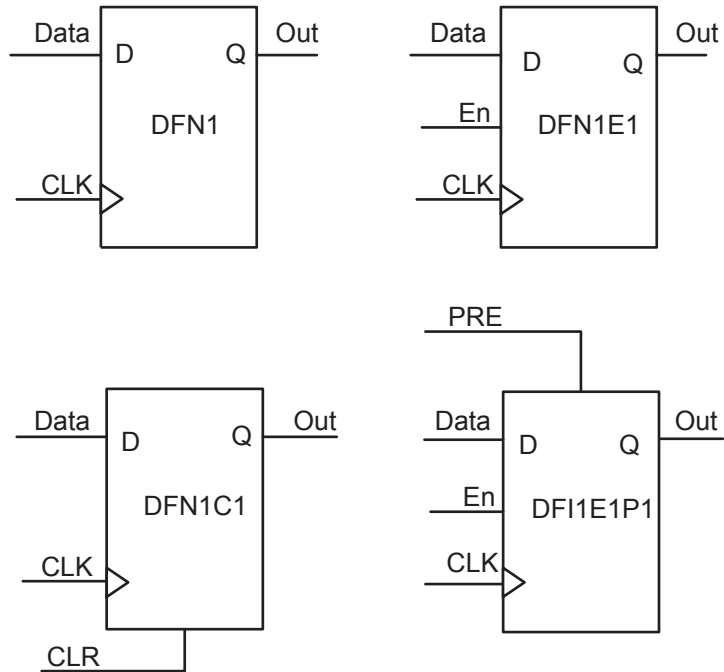 Data Out
D Q
DFN1
CLK
Data Out
D Q
En DFN1E1
CLK
Data Out
D Q
DFN1C1
CLK
CLR
PRE
Data Out
D Q
En DFI1E1P1
CLK